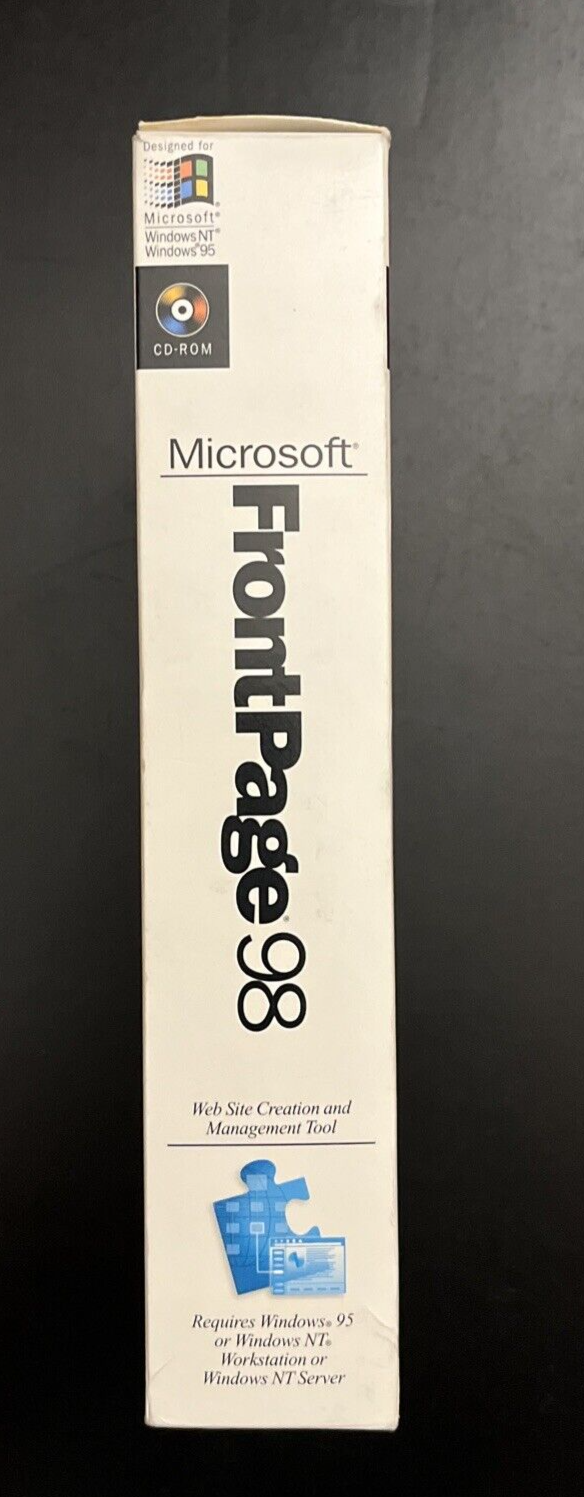 Designed for
Microsoft®
Windows NT®
Windows®95
CD-ROM
Microsoft®
FrontPage®98
Web Site Creation and
Management Tool
Requires Windows® 95
or Windows NT®
Workstation or
Windows NT Server